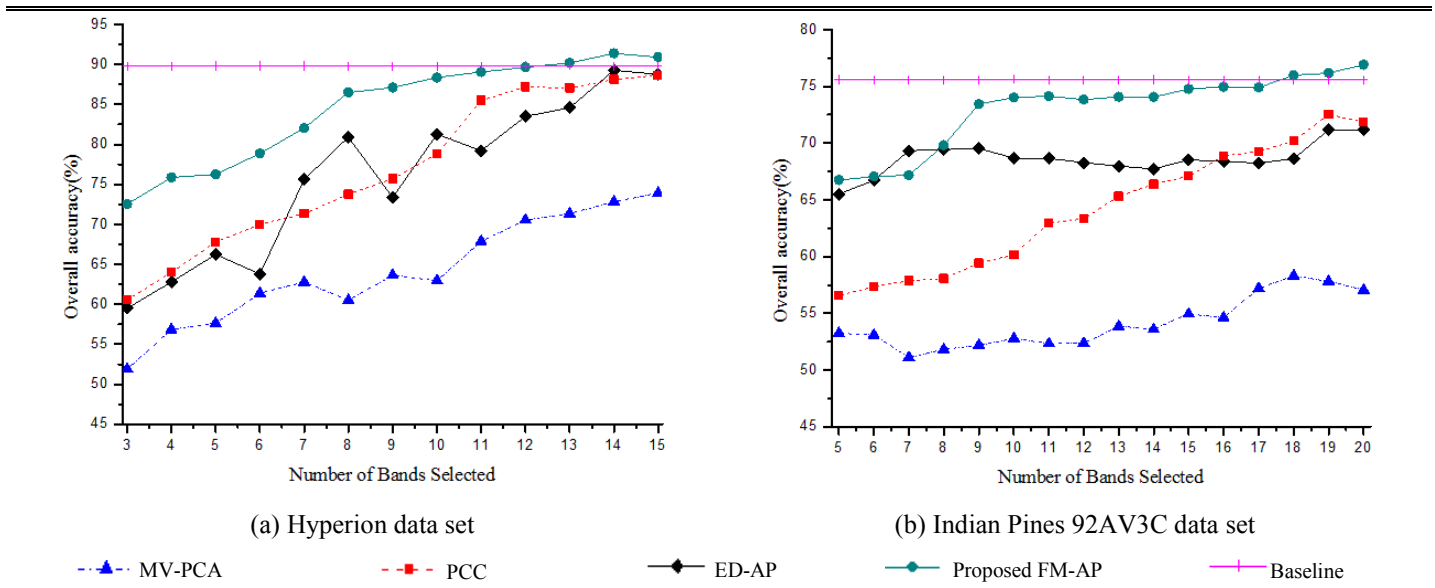 95
90
85
80
75
70
65
60
55
50
45
Overall accuracy(%)
3 4 5 6 7 8 9 10 11 12 13 14 15
Number of Bands Selected
(a) Hyperion data set
80
75
70
65
60
55
50
45
Overall accuracy(%)
5 6 7 8 9 10 11 12 13 14 15 16 17 18 19 20
Number of Bands Selected
(b) Indian Pines 92AV3C data set
MV-PCA PCC ED-AP Proposed FM-AP Baseline